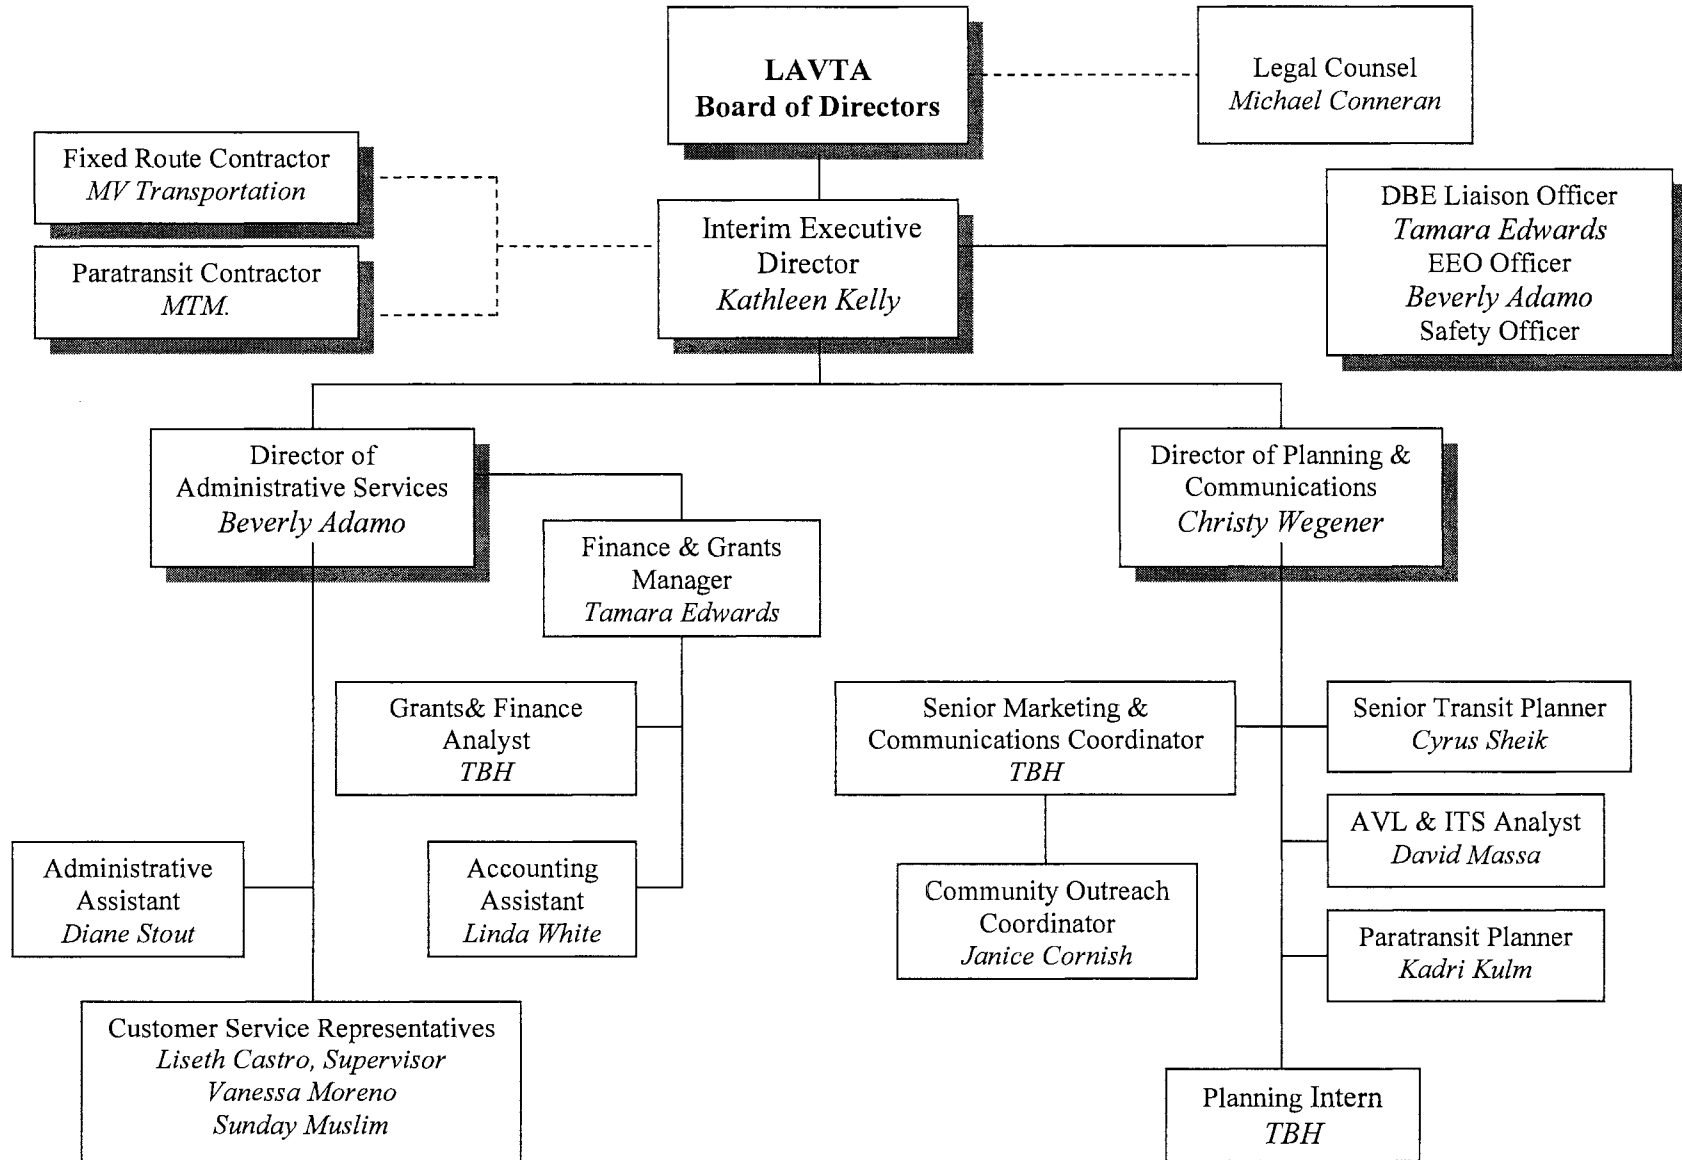 LAVTA
Board of Directors
Legal Counsel
Michael Conneran
Fixed Route Contractor
MV Transportation
Paratransit Contractor
MTM.
Interim Executive
Director
Kathleen Kelly
DBE Liaison Officer
Tamara Edwards
EEO Officer
Beverly Adamo
Safety Officer
Director of
Administrative Services
Beverly Adamo
Director of Planning &
Communications
Christy Wegener
Finance & Grants
Manager
Tamara Edwards
Grants& Finance
Analyst
TBH
Senior Marketing &
Communications Coordinator
TBH
Senior Transit Planner
Cyrus Sheik
AVL & ITS Analyst
David Massa
Administrative
Assistant
Diane Stout
Accounting
Assistant
Linda White
Community Outreach
Coordinator
Janice Cornish
Paratransit Planner
Kadri Kulm
Customer Service Representatives
Liseth Castro, Supervisor
Vanessa Moreno
Sunday Muslim
Planning Intern
TBH